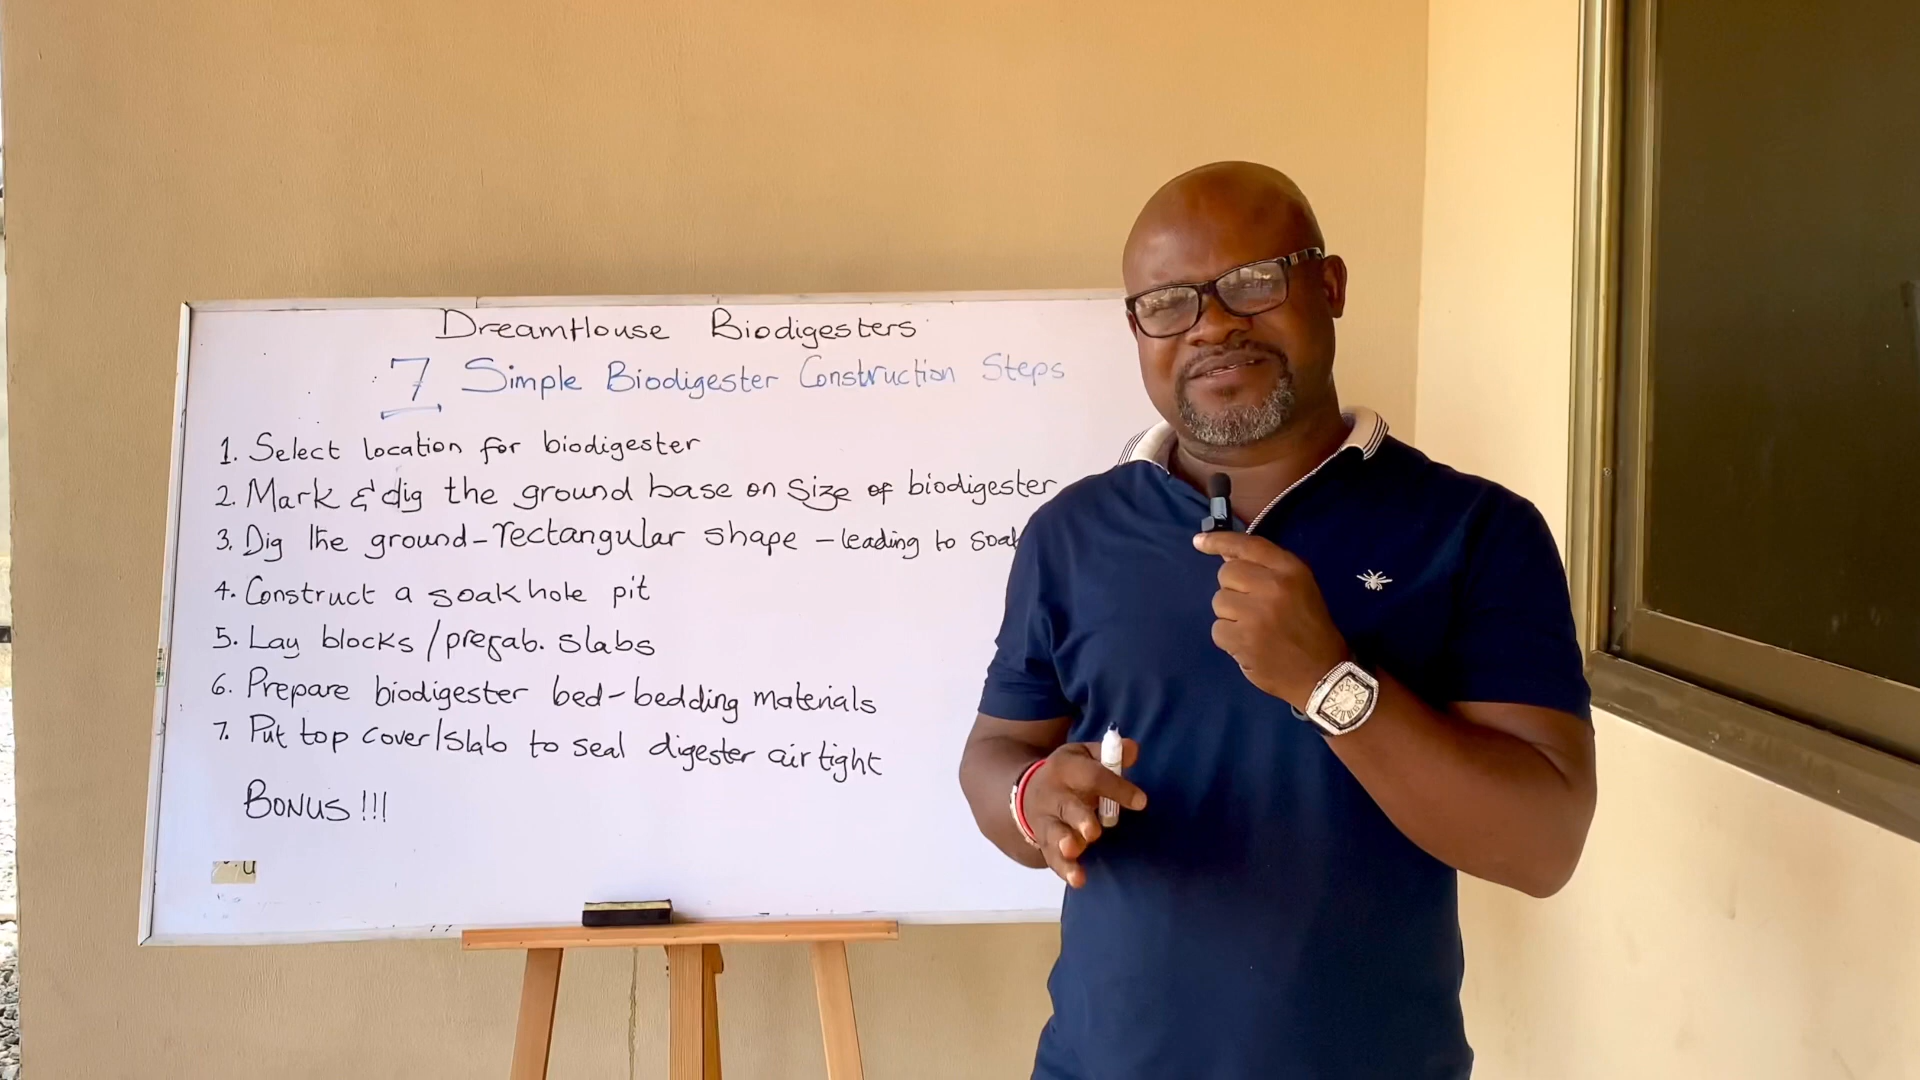 DreamHouse Biodigesters
7 Simple Biodigester Construction Steps
1. Select location for biodigester
2. Mark & dig the ground base on size of biodigester
3. Dig the ground - rectangular shape - leading to
4. Construct a soakhole pit
5. Lay blocks / prefab. slabs
6. Prepare biodigester bed - bedding materials
7. Put top cover/slab to seal digester air tight
BONUS!!!